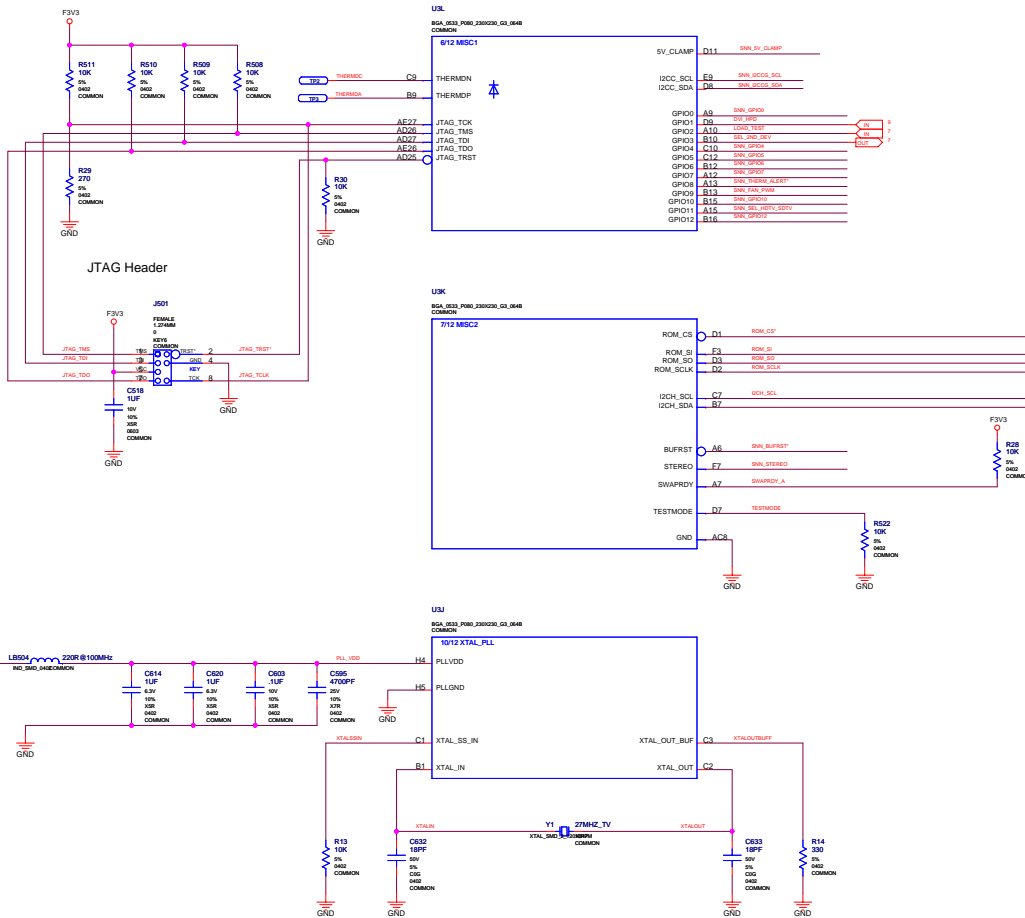 F3V3
R511
10K
5%
0402
COMMON
R510
10K
5%
0402
COMMON
R509
10K
5%
0402
COMMON
R508
10K
5%
0402
COMMON
R29
270
5%
0402
COMMON
GND
R30
10K
5%
0402
COMMON
GND
U3L
BGA_0533_P080_230X230_G3_064B
COMMON
6/12 MISC1
TP2 THERMDC C9 THERMDN
TP3 THERMDA B9 THERMDP
AE27 JTAG_TCK
AD26 JTAG_TMS
AD27 JTAG_TDI
AE26 JTAG_TDO
AD25 JTAG_TRST
5V_CLAMP D11 SNN_5V_CLAMP
I2CC_SCL E9 SNN_I2CCG_SCL
I2CC_SDA D8 SNN_I2CCG_SDA
GPIO0 A9 SNN_GPIO0
GPIO1 D9 DVI_HPD IN 9
GPIO2 A10 LOAD_TEST IN 7
GPIO3 B10 SEL_2ND_DEV OUT 7
GPIO4 C10 SNN_GPIO4
GPIO5 C12 SNN_GPIO5
GPIO6 B12 SNN_GPIO6
GPIO7 A12 SNN_GPIO7
GPIO8 A13 SNN_THERM_ALERT*
GPIO9 B13 SNN_FAN_PWM
GPIO10 B15 SNN_GPIO10
GPIO11 A15 SNN_SEL_HDTV_SDTV
GPIO12 B16 SNN_GPIO12
JTAG Header
J501
FEMALE
1.274MM
0
KEY6
COMMON
F3V3
JTAG_TMS TMS TRST* 2 JTAG_TRST*
GND 4
KEY
JTAG_TDO TCK 8 JTAG_TCLK
C518
1UF
10V
10%
X5R
0603
COMMON
GND
GND
U3K
BGA_0533_P080_230X230_G3_064B
COMMON
7/12 MISC2
ROM_CS D1 ROM_CS*
ROM_SI F3 ROM_SI
ROM_SO D3 ROM_SO
ROM_SCLK D2 ROM_SCLK
I2CH_SCL C7 I2CH_SCL
I2CH_SDA B7
BUFRST A6 SNN_BUFRST*
STEREO F7 SNN_STEREO
SWAPRDY A7 SWAPRDY_A
TESTMODE D7 TESTMODE
GND AC8
GND
F3V3
R28
10K
5%
0402
R522
10K
5%
0402
COMMON
GND
U3J
BGA_0533_P080_230X230_G3_064B
COMMON
10/12 XTAL_PLL
LB504 220R@100MHz
PLL_VDD H4 PLLVDD
H5 PLLGND
GND
C614
1UF
6.3V
10%
X5R
0402
COMMON
C620
1UF
6.3V
10%
X5R
0402
COMMON
C603
.1UF
10V
10%
X5R
0402
COMMON
C595
4700PF
25V
10%
X7R
0402
COMMON
GND
XTALSSIN C1 XTAL_SS_IN
B1 XTAL_IN
XTAL_OUT_BUF C3 XTALOUTBUFF
XTAL_OUT C2
XTALIN Y1 27MHZ_TV XTALOUT
COMMON
R13
10K
5%
0402
COMMON
GND
C632
18PF
50V
5%
C0G
0402
COMMON
GND
C633
18PF
50V
5%
C0G
0402
COMMON
GND
R14
330
5%
0402
COMMON
GND